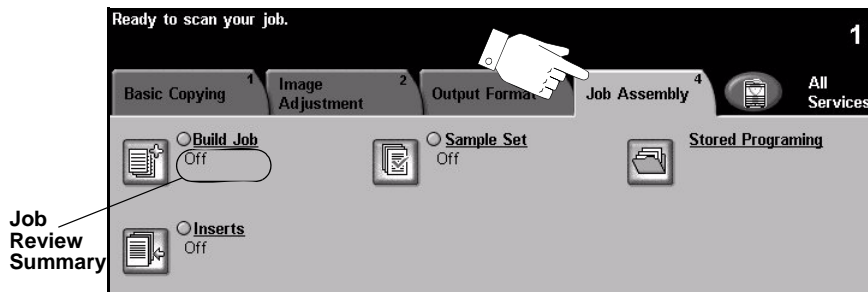 Ready to scan your job.
1
Basic Copying 1
Image Adjustment 2
Output Format
Job Assembly 4
All Services
Build Job
Off
Sample Set
Off
Stored Programing
Job Review Summary
Inserts
Off